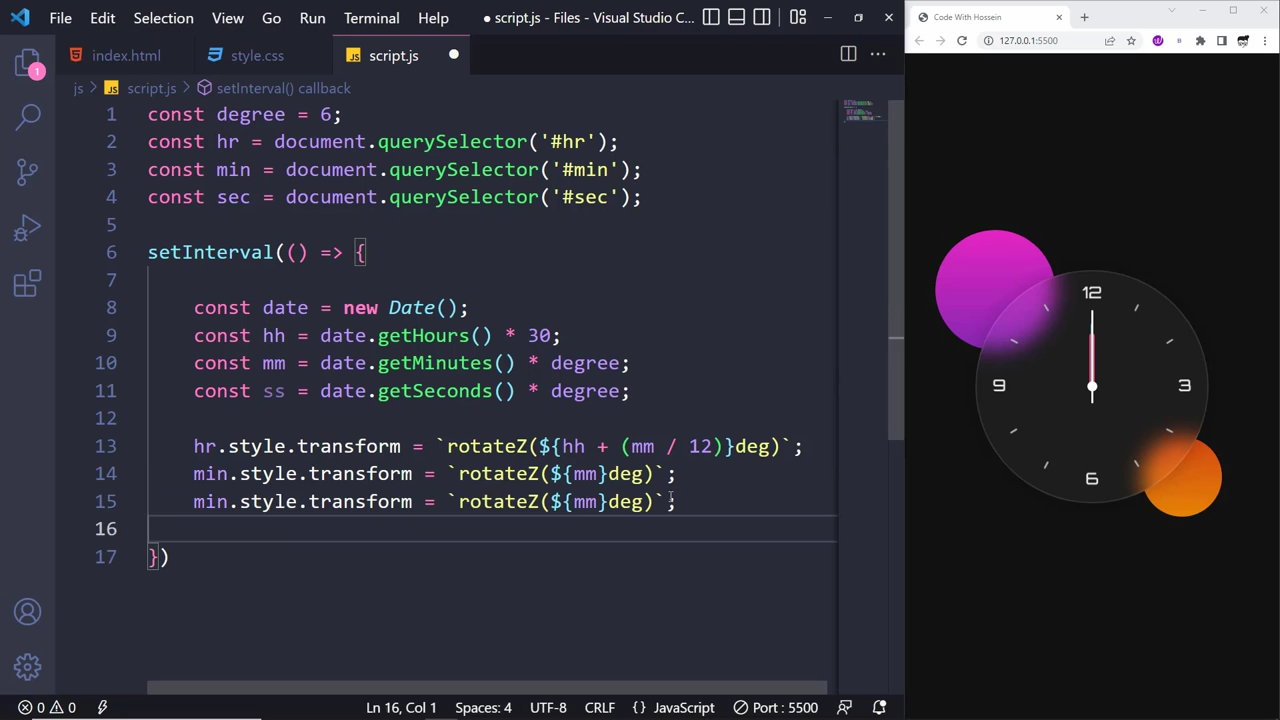 File Edit Selection View Go Run Terminal Help ● script.js - Files - Visual Studio C...
index.html style.css script.js
js > script.js > setInterval() callback
1 const degree = 6;
2 const hr = document.querySelector('#hr');
3 const min = document.querySelector('#min');
4 const sec = document.querySelector('#sec');
5
6 setInterval(() => {
7
8 const date = new Date();
9 const hh = date.getHours() * 30;
10 const mm = date.getMinutes() * degree;
11 const ss = date.getSeconds() * degree;
12
13 hr.style.transform = `rotateZ(${hh + (mm / 12)}deg)`;
14 min.style.transform = `rotateZ(${mm}deg)`;
15 min.style.transform = `rotateZ(${mm}deg)`;
16
17 })
1
0 0 Ln 16, Col 1 Spaces: 4 UTF-8 CRLF {} JavaScript Port : 5500
Code With Hossein
127.0.0.1:5500
12
9 3
6